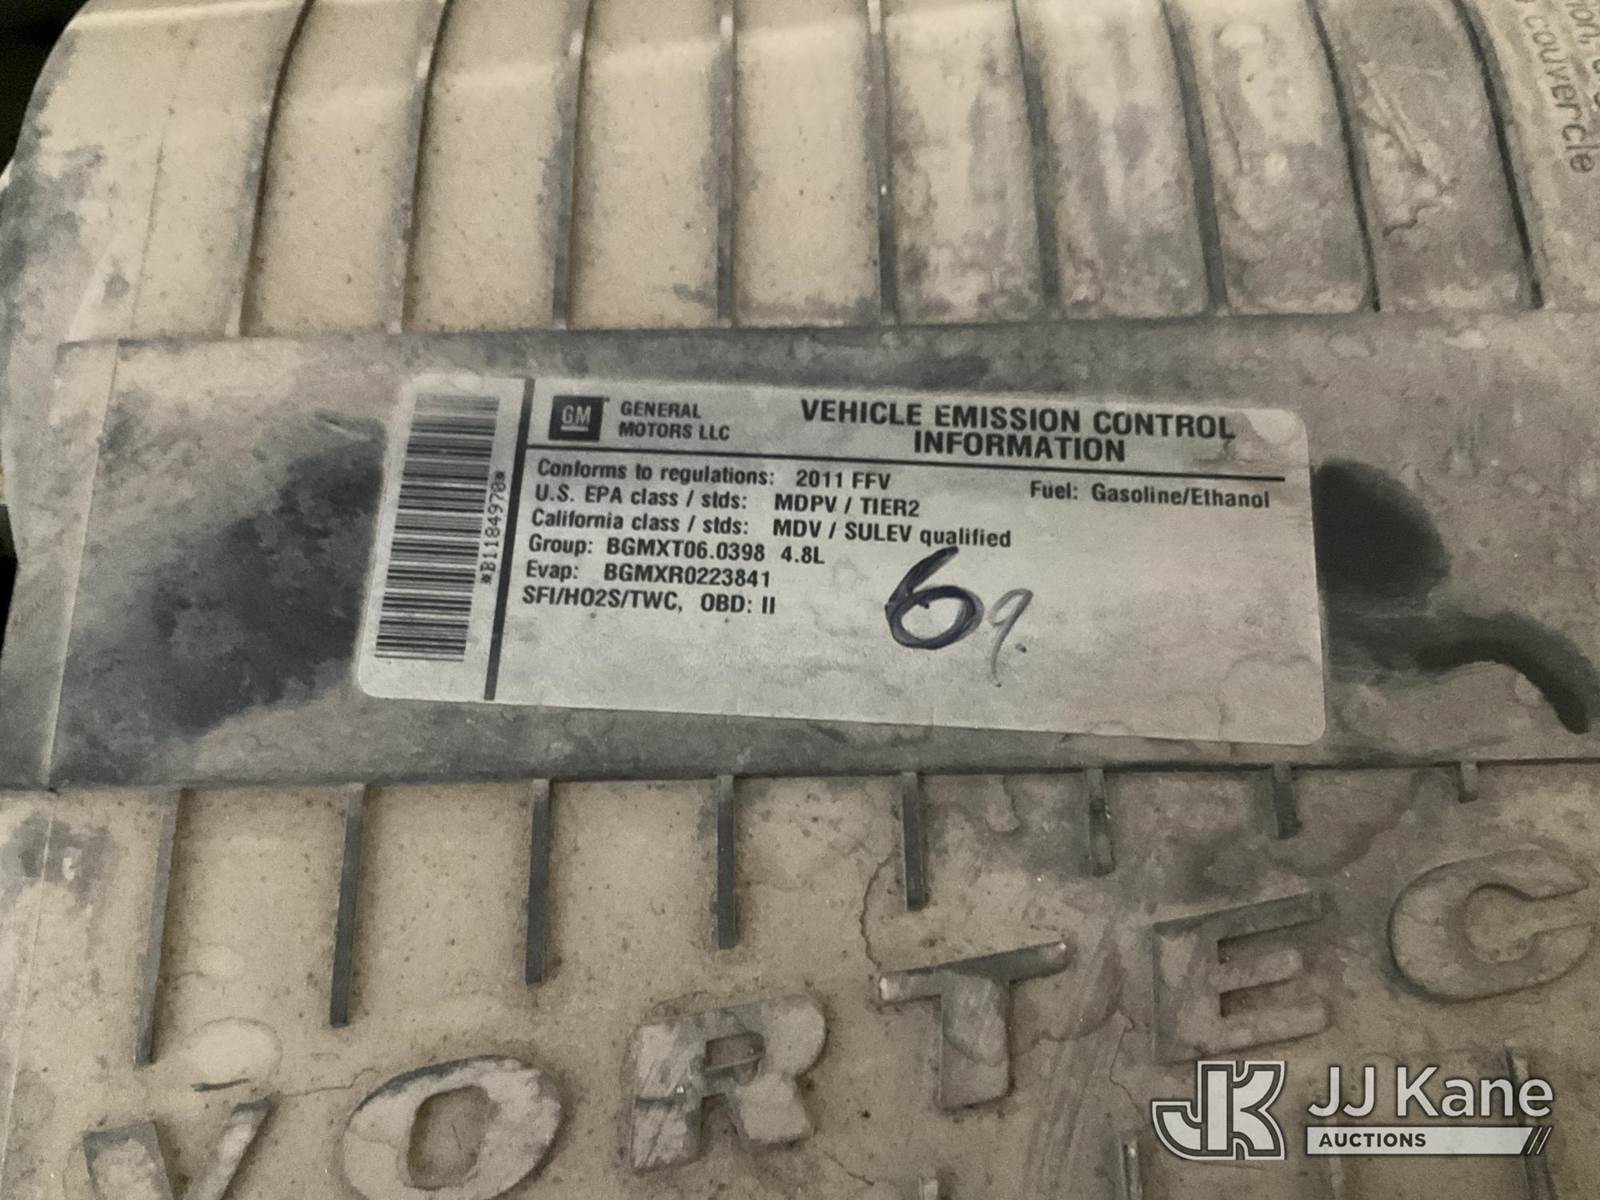 couvercle
GM GENERAL MOTORS LLC
VEHICLE EMISSION CONTROL
INFORMATION
Conforms to regulations: 2011 FFV
Fuel: Gasoline/Ethanol
U.S. EPA class / stds: MDPV / TIER2
California class / stds: MDV / SULEV qualified
Group: BGMXT06.0398 4.8L
Evap: BGMXR0223841
SFI/HO2S/TWC, OBD: II
*B1184970*
69.
VORTEC
JK JJ Kane
AUCTIONS